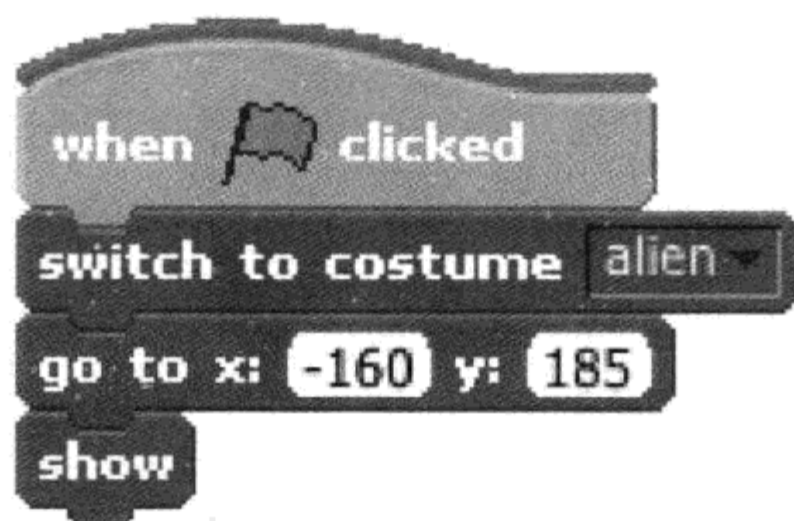 when clicked
switch to costume alien
go to x: -160 y: 185
show